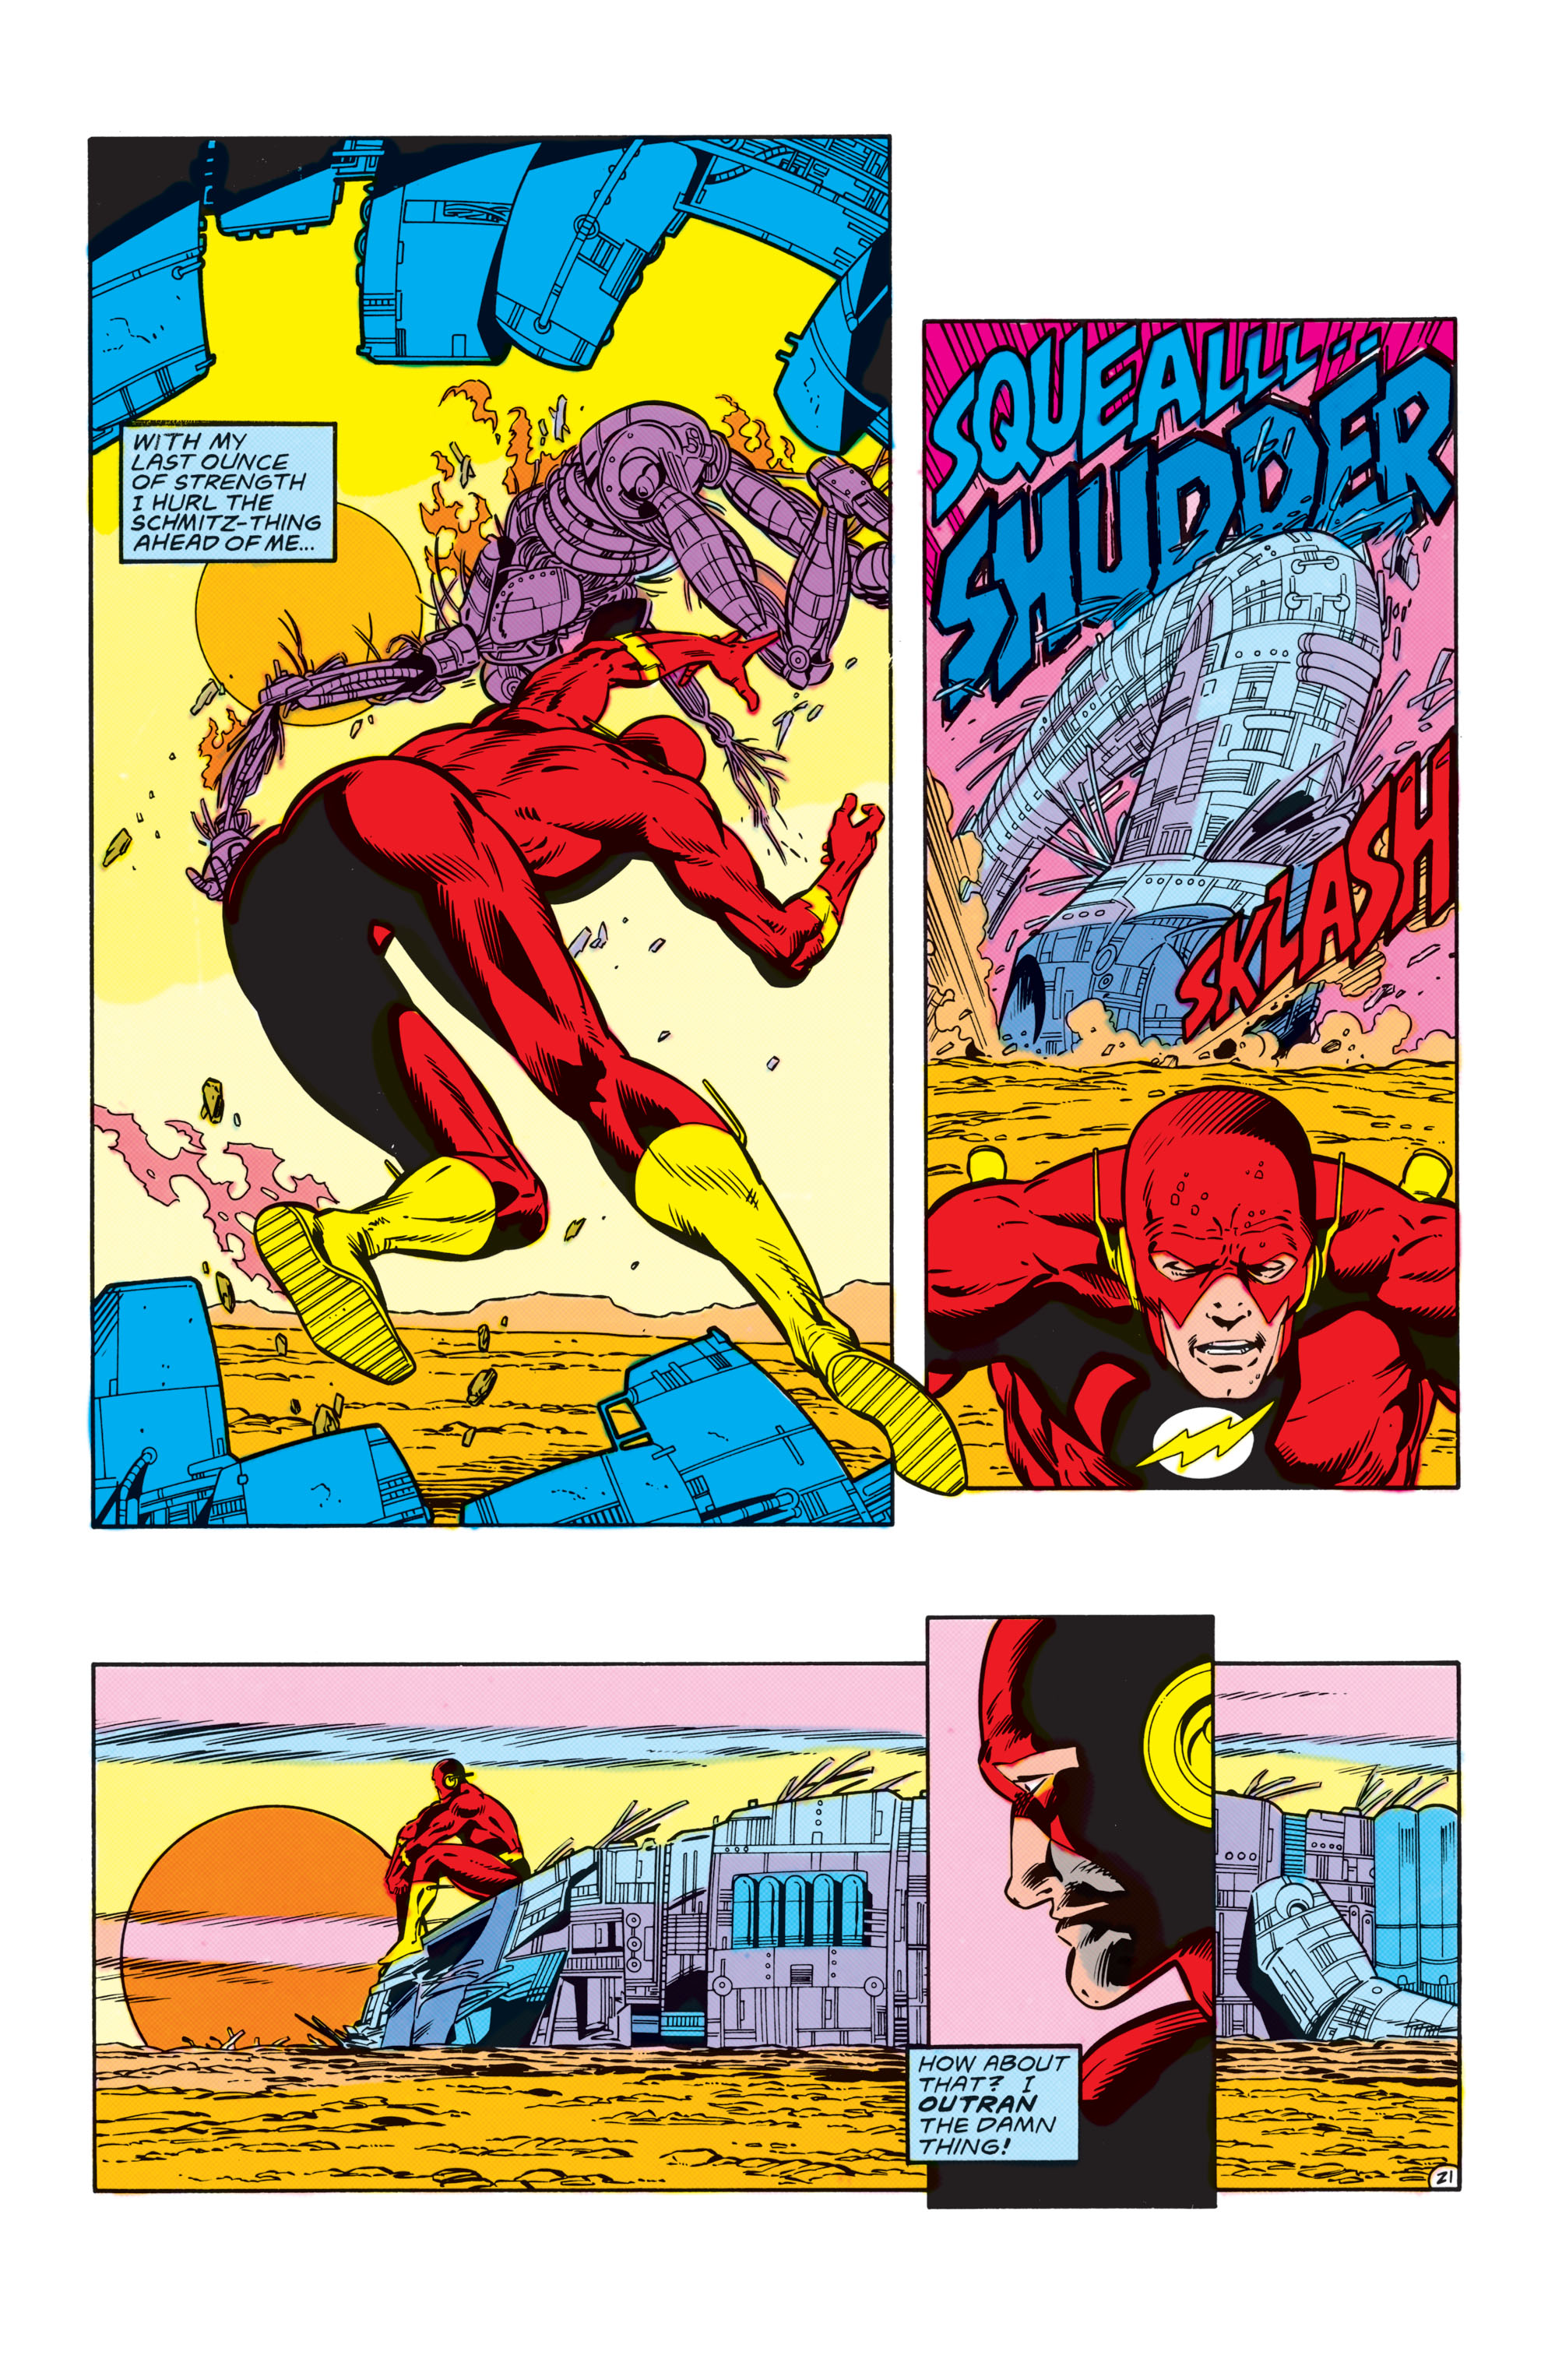 WITH MY
LAST OUNCE
OF STRENGTH
I HURL THE
SCHMITZ-THING
AHEAD OF ME...
SQUEALLL--
SHUDDER
SKLASH
HOW ABOUT
THAT? I
OUTRAN
THE DAMN
THING!
21